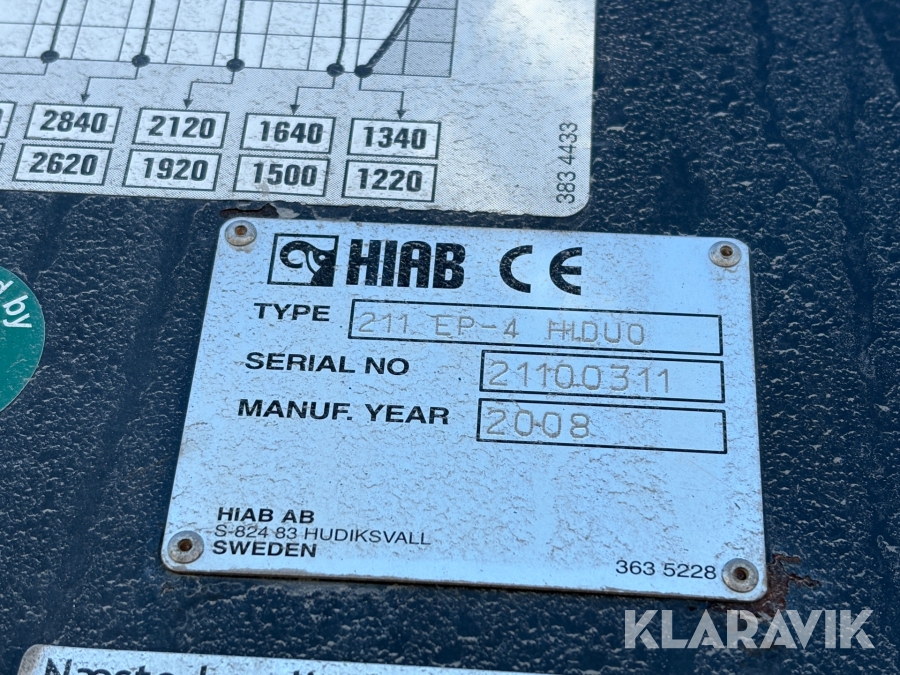 2840 2120 1640 1340
2620 1920 1500 1220
383 4433
HIAB CE
TYPE 211 EP-4 HIDUO
SERIAL NO 21100311
MANUF. YEAR 2008
HIAB AB
S-824 83 HUDIKSVALL
SWEDEN
363 5228
by
KLARAVIK